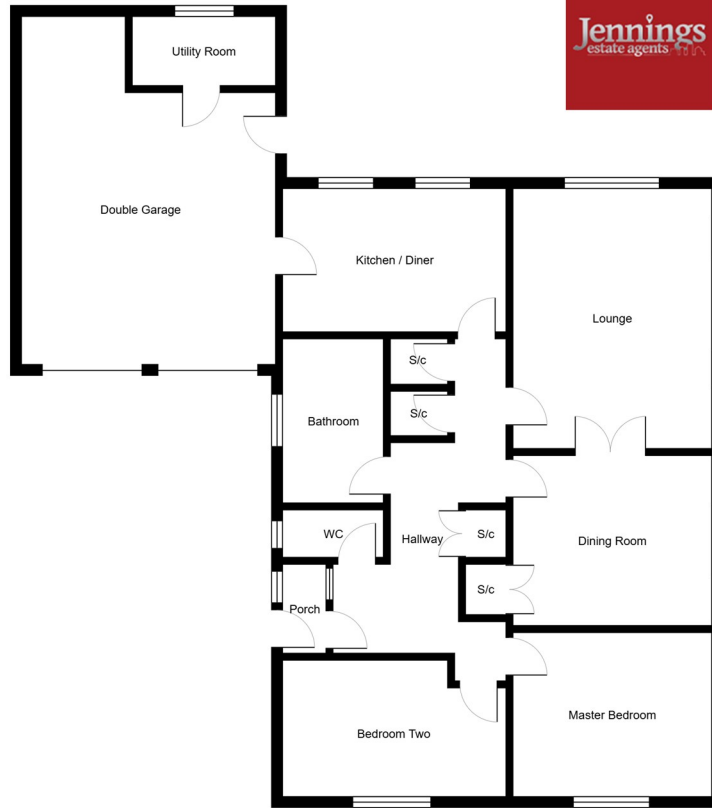 Jennings
estate agents
Utility Room
Double Garage
Kitchen / Diner
Lounge
S/c
S/c
Bathroom
WC
Hallway
S/c
Dining Room
S/c
Porch
Master Bedroom
Bedroom Two